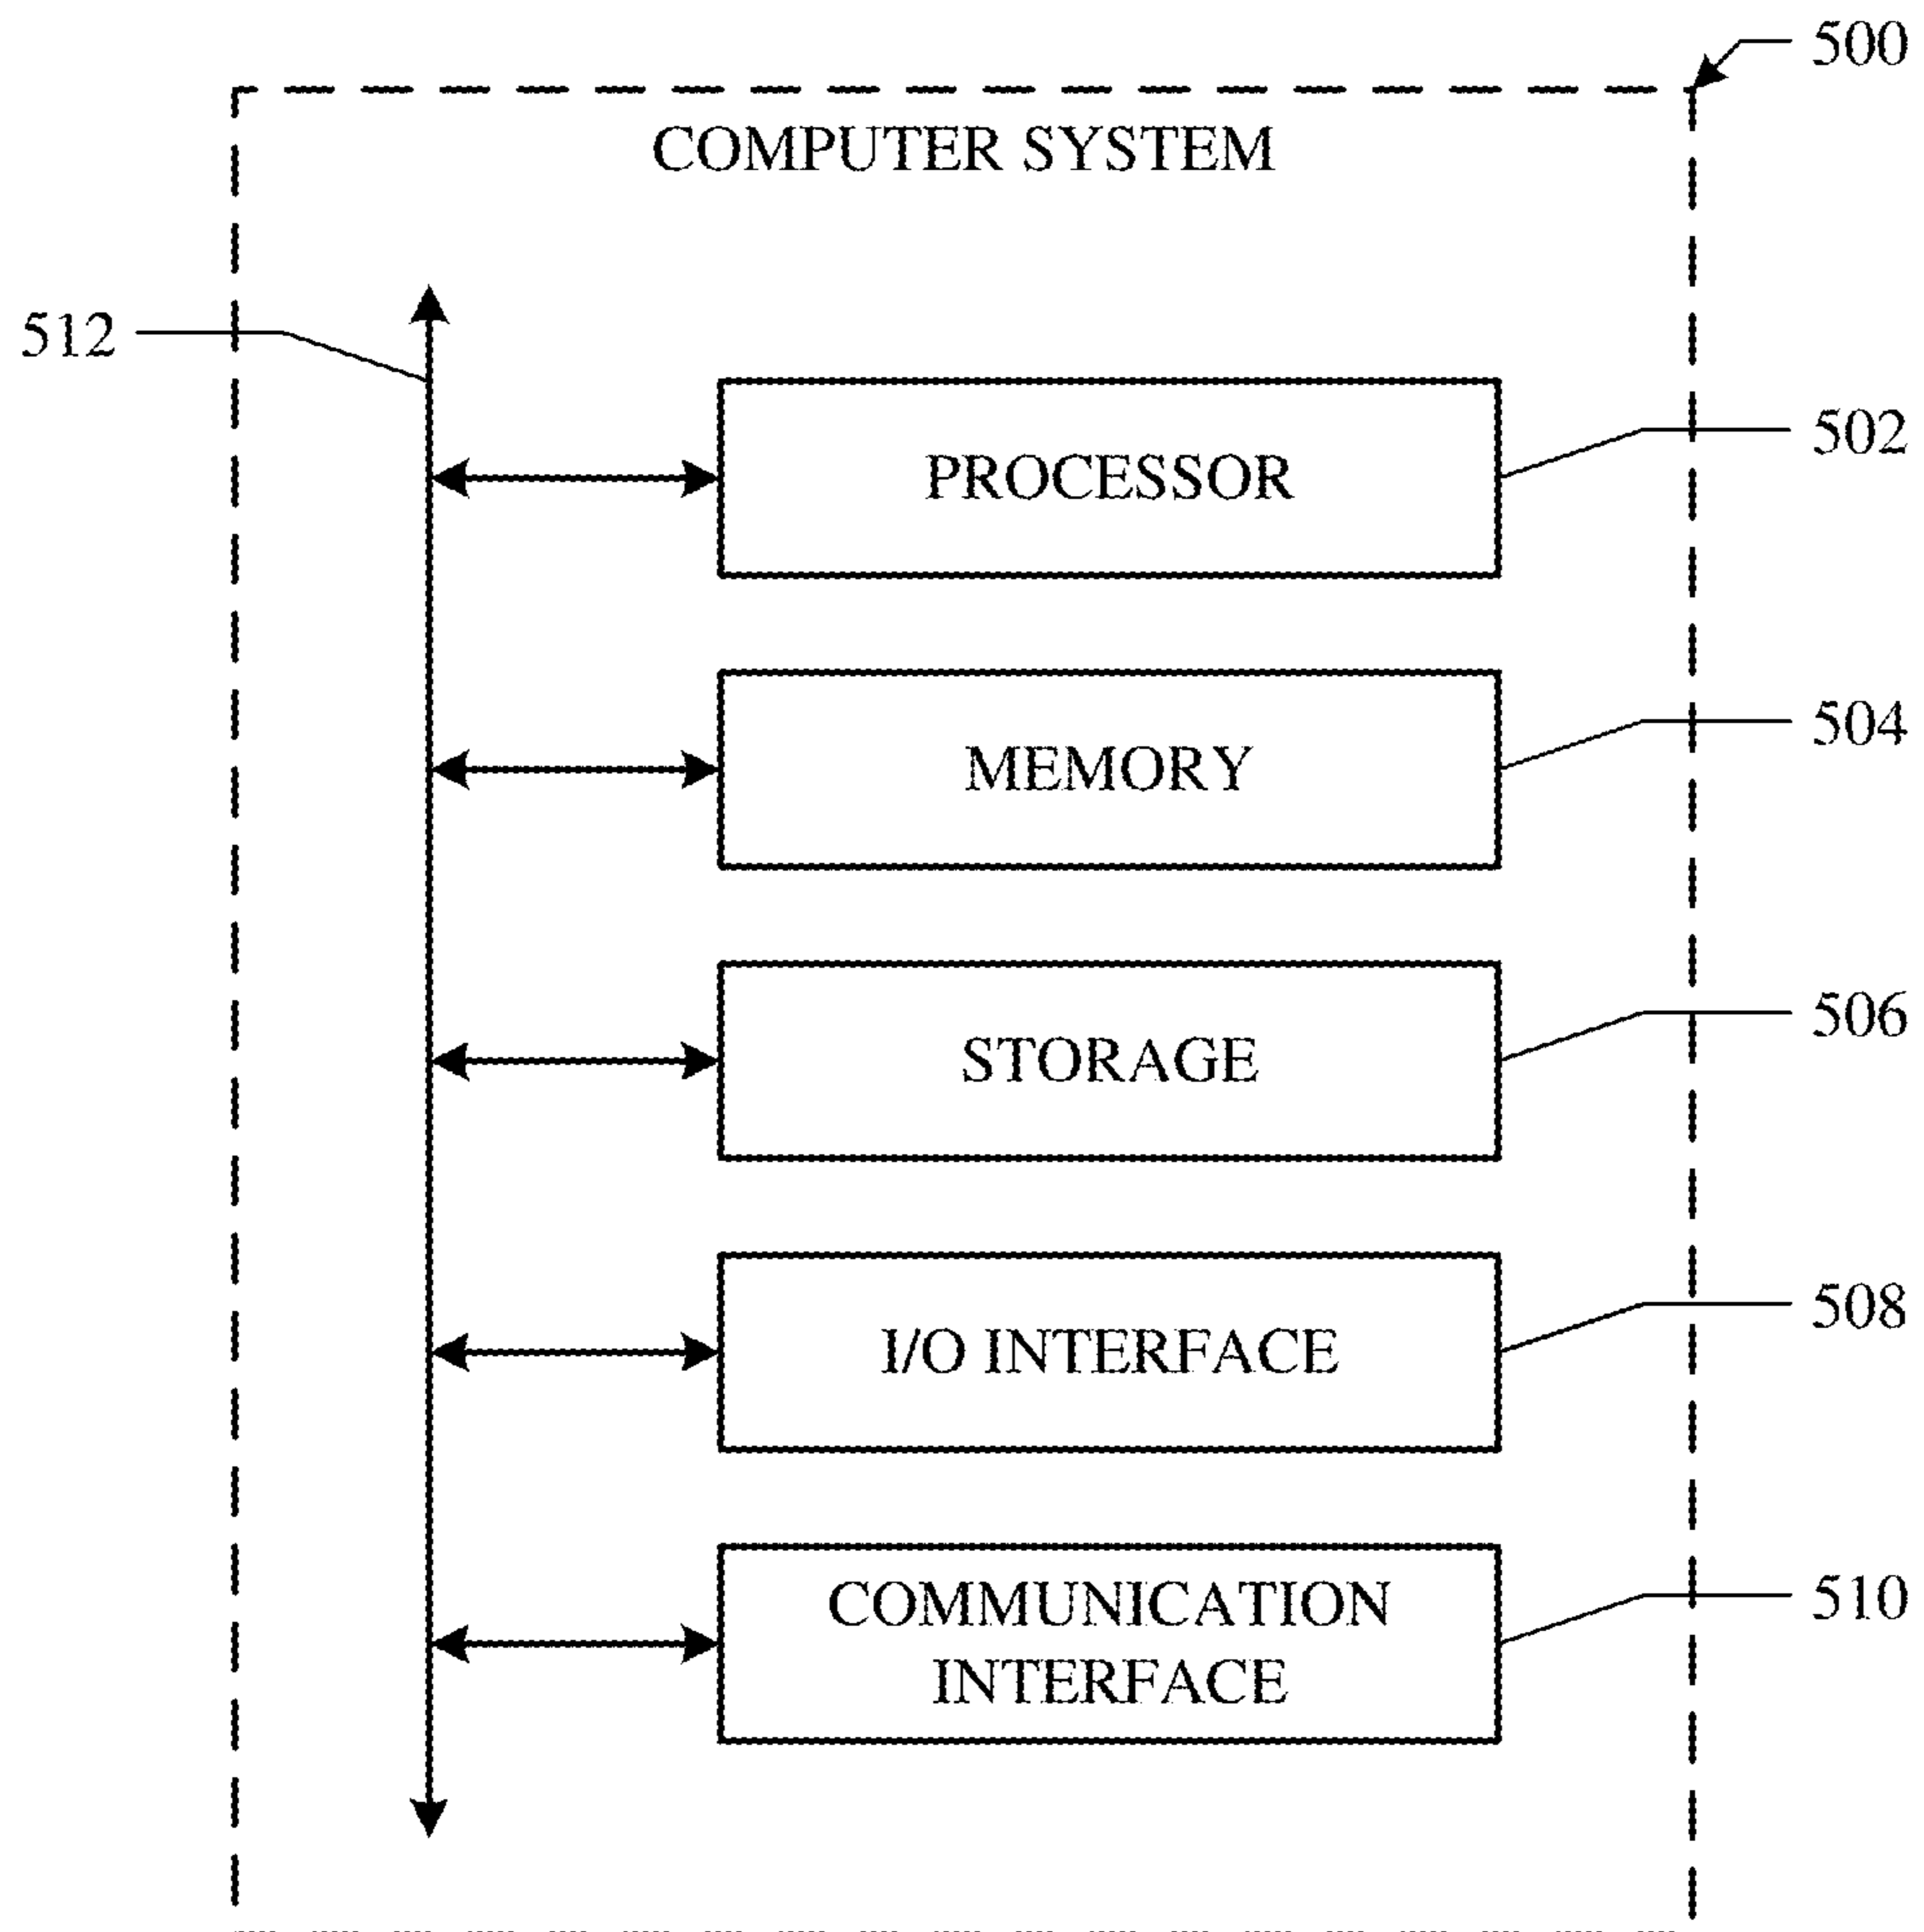 500
COMPUTER SYSTEM
512
502
PROCESSOR
504
MEMORY
506
STORAGE
508
I/O INTERFACE
510
COMMUNICATION
INTERFACE